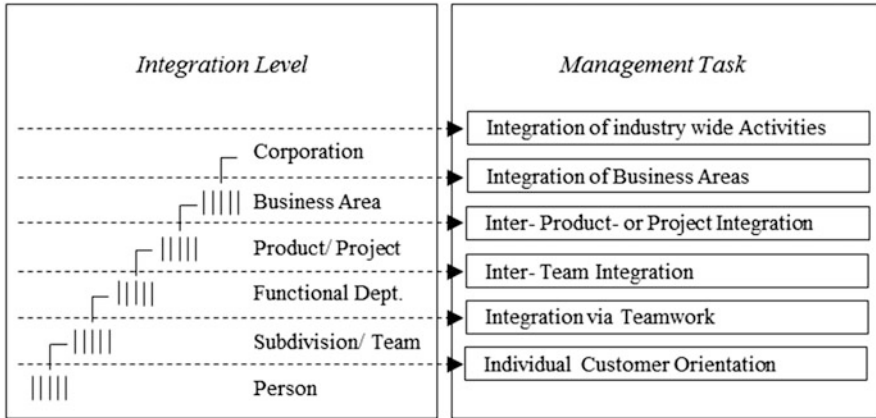 Integration Level
Corporation
Business Area
Product/ Project
Functional Dept.
Subdivision/ Team
Person
Management Task
Integration of industry wide Activities
Integration of Business Areas
Inter- Product- or Project Integration
Inter- Team Integration
Integration via Teamwork
Individual Customer Orientation